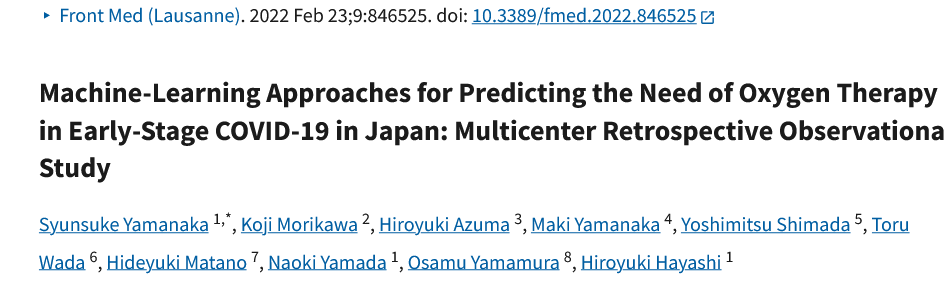 ‣ Front Med (Lausanne). 2022 Feb 23;9:846525. doi: 10.3389/fmed.2022.846525
Machine-Learning Approaches for Predicting the Need of Oxygen Therapy
in Early-Stage COVID-19 in Japan: Multicenter Retrospective Observationa
Study
Syunsuke Yamanaka 1,*, Koji Morikawa 2, Hiroyuki Azuma 3, Maki Yamanaka 4, Yoshimitsu Shimada 5, Toru
Wada 6, Hideyuki Matano 7, Naoki Yamada 1, Osamu Yamamura 8, Hiroyuki Hayashi 1